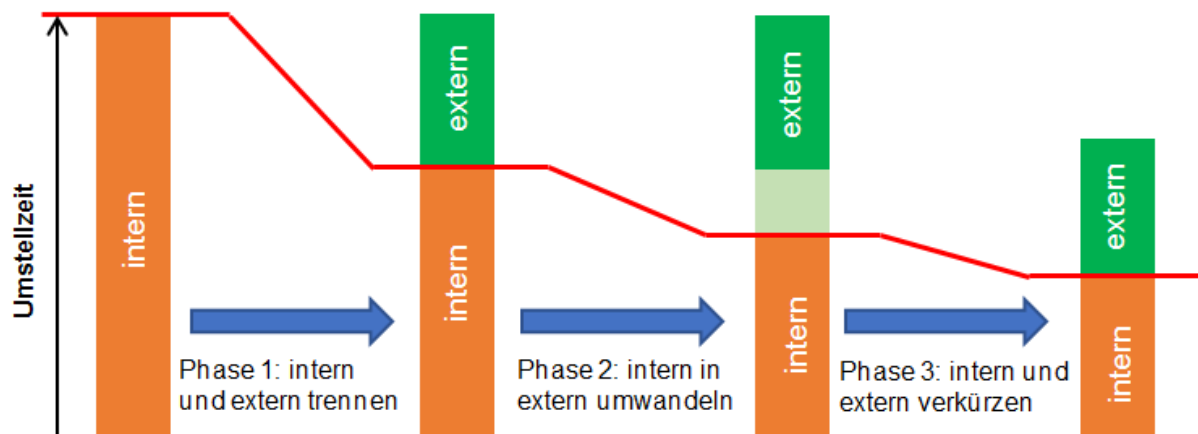 Umstellzeit
intern
extern
intern
extern
intern
extern
intern
Phase 1: intern
und extern trennen
Phase 2: intern in
extern umwandeln
Phase 3: intern und
extern verkürzen